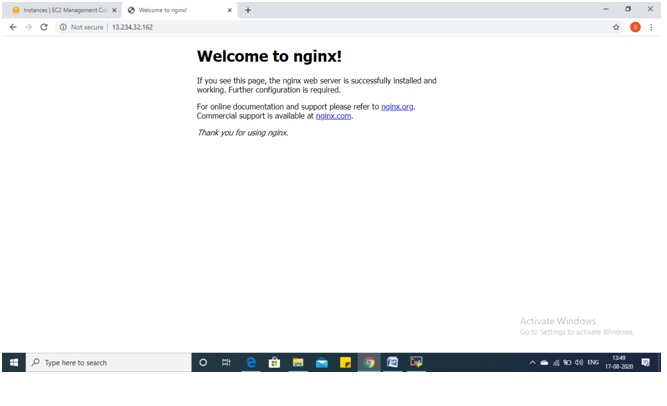 Instances | EC2 Management Co
Welcome to nginx!
Not secure | 13.234.32.162
S
Welcome to nginx!
If you see this page, the nginx web server is successfully installed and
working. Further configuration is required.
For online documentation and support please refer to nginx.org.
Commercial support is available at nginx.com.
Thank you for using nginx.
Activate Windows
Go to Settings to activate Windows.
Type here to search
ENG
13:49
17-08-2020